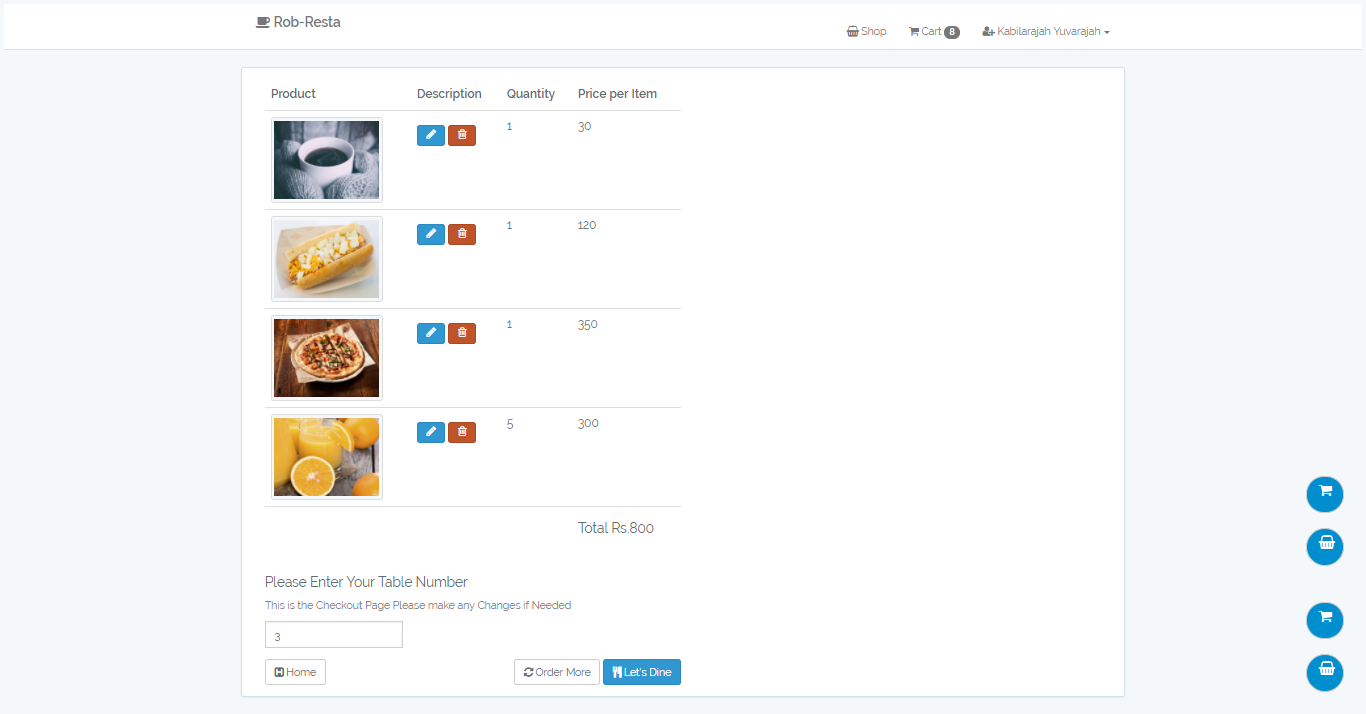 Rob-Resta
Shop Cart 8 Kabilarajah Yuvarajah
Product Description Quantity Price per Item
1 30
1 120
1 350
5 300
Total Rs.800
Please Enter Your Table Number
This is the Checkout Page Please make any Changes if Needed
3
Home Order More Let's Dine